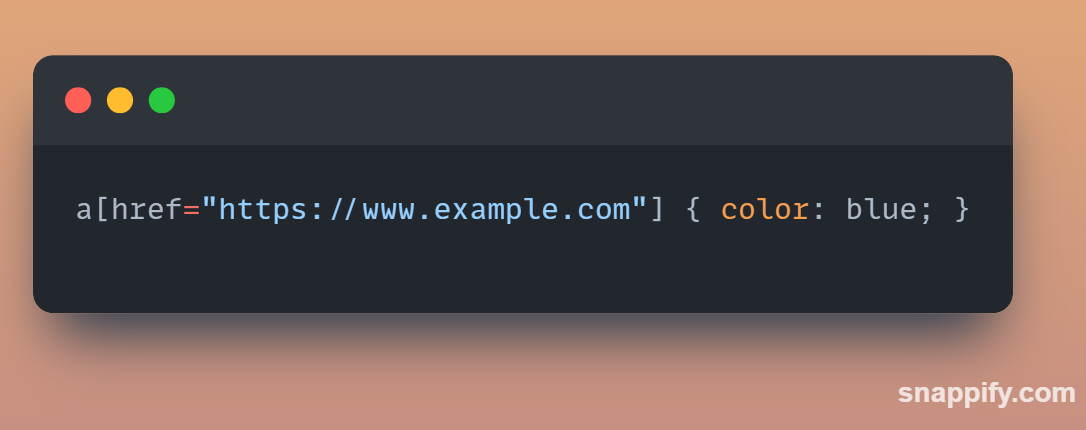 a[href="https://www.example.com"] { color: blue; }
snappify.com